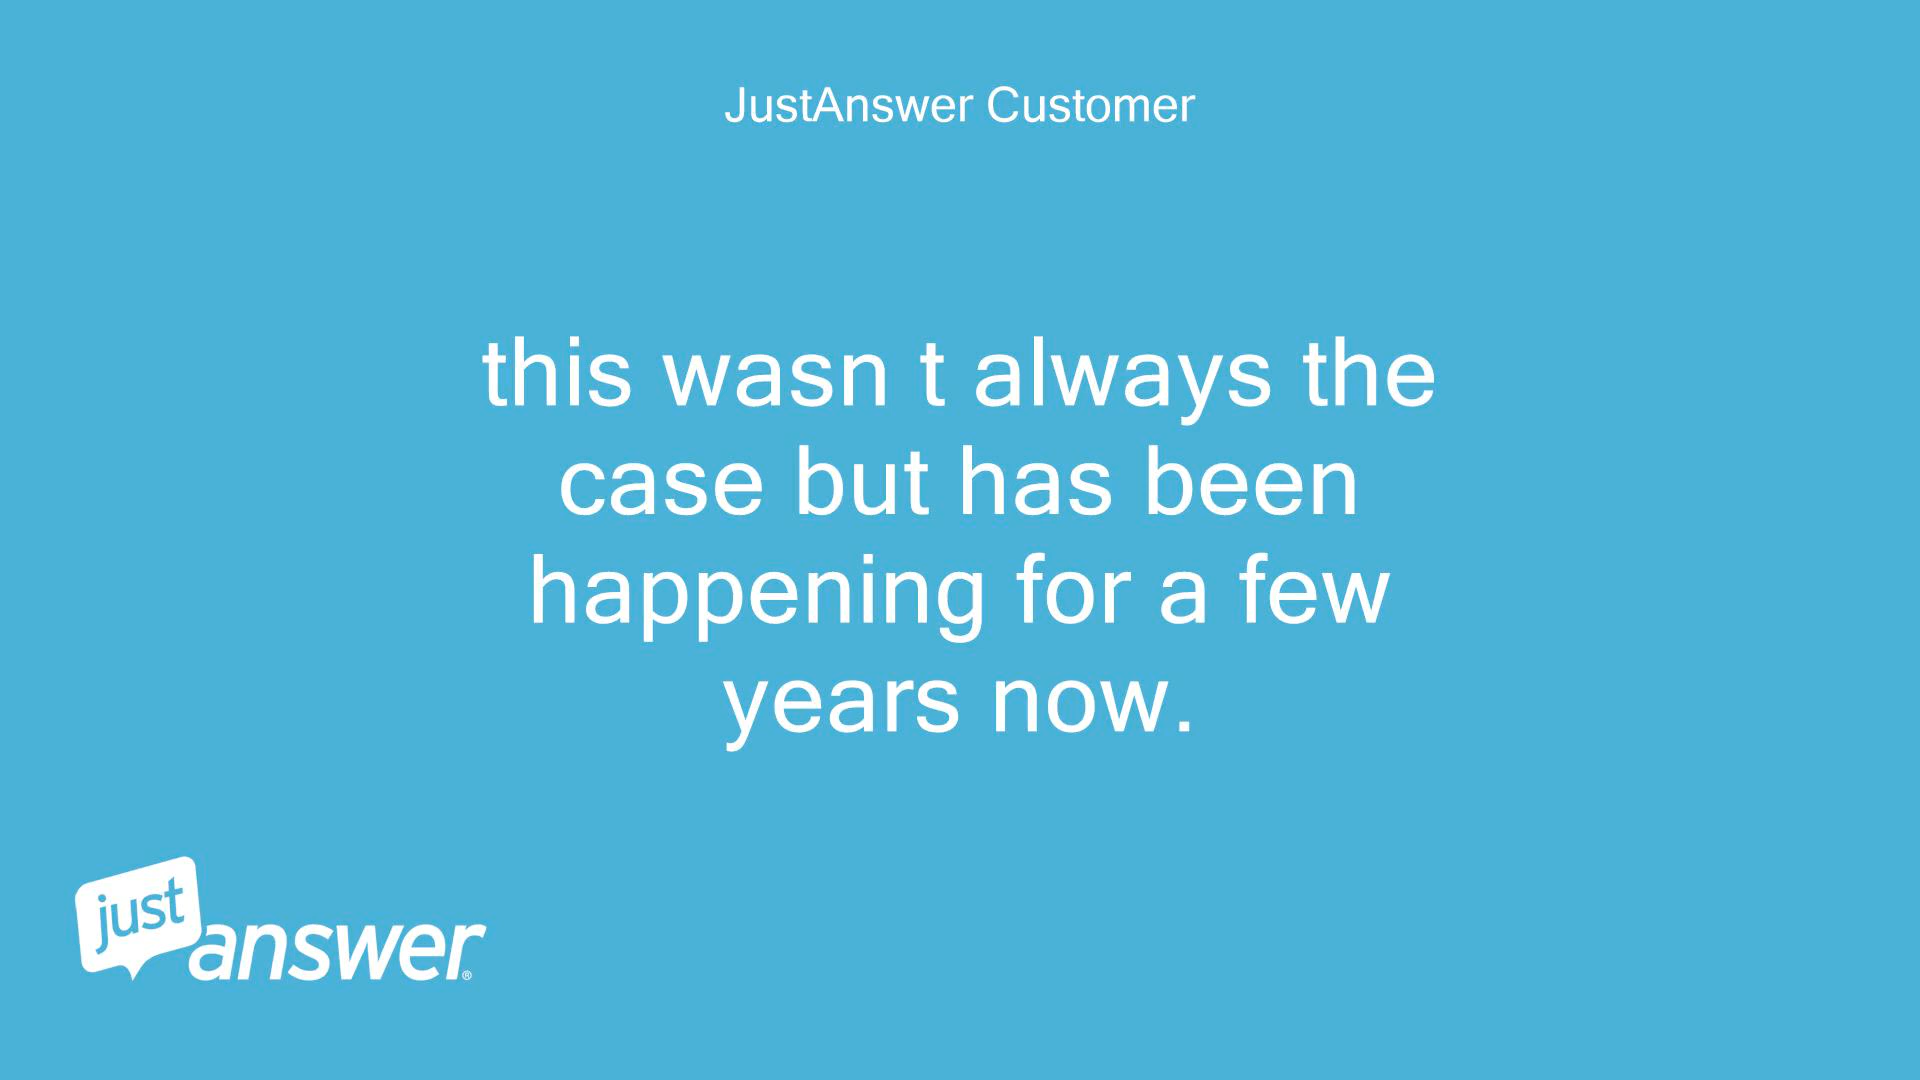 JustAnswer Customer
this wasn t always the
case but has been
happening for a few
years now.
just
answer®